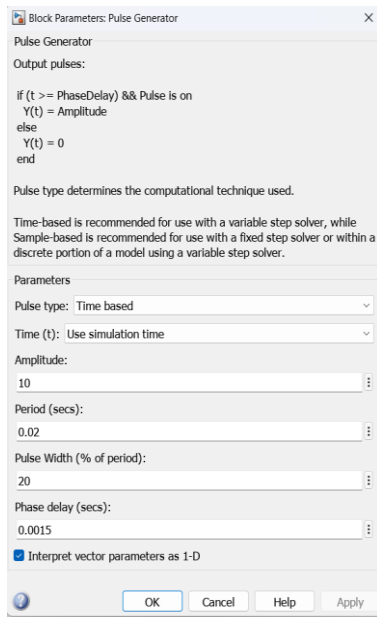 Block Parameters: Pulse Generator
Pulse Generator
Output pulses:
if (t >= PhaseDelay) && Pulse is on
Y(t) = Amplitude
else
Y(t) = 0
end
Pulse type determines the computational technique used.
Time-based is recommended for use with a variable step solver, while
Sample-based is recommended for use with a fixed step solver or within a
discrete portion of a model using a variable step solver.
Parameters
Pulse type: Time based
Time (t): Use simulation time
Amplitude:
10
Period (secs):
0.02
Pulse Width (% of period):
20
Phase delay (secs):
0.0015
Interpret vector parameters as 1-D
OK Cancel Help Apply